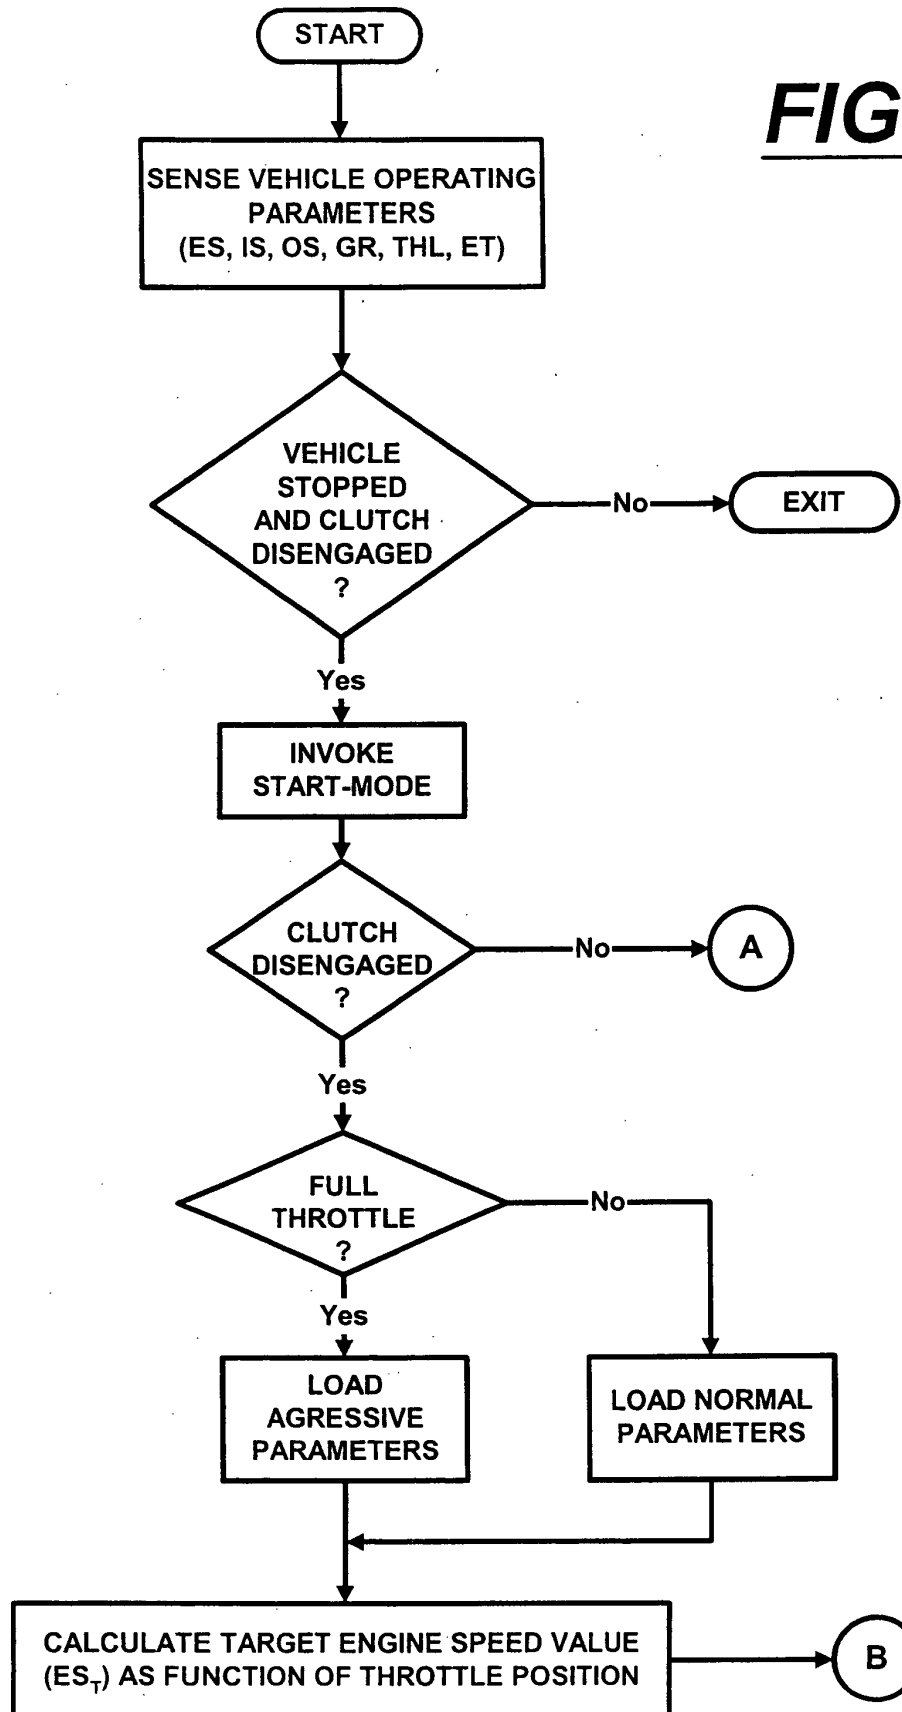 START
FIG
SENSE VEHICLE OPERATING
PARAMETERS
(ES, IS, OS, GR, THL, ET)
VEHICLE
STOPPED
AND CLUTCH
DISENGAGED
?
No
EXIT
Yes
INVOKE
START-MODE
CLUTCH
DISENGAGED
?
No
A
Yes
FULL
THROTTLE
?
No
Yes
LOAD
AGRESSIVE
PARAMETERS
LOAD NORMAL
PARAMETERS
CALCULATE TARGET ENGINE SPEED VALUE
(ES_T) AS FUNCTION OF THROTTLE POSITION
B